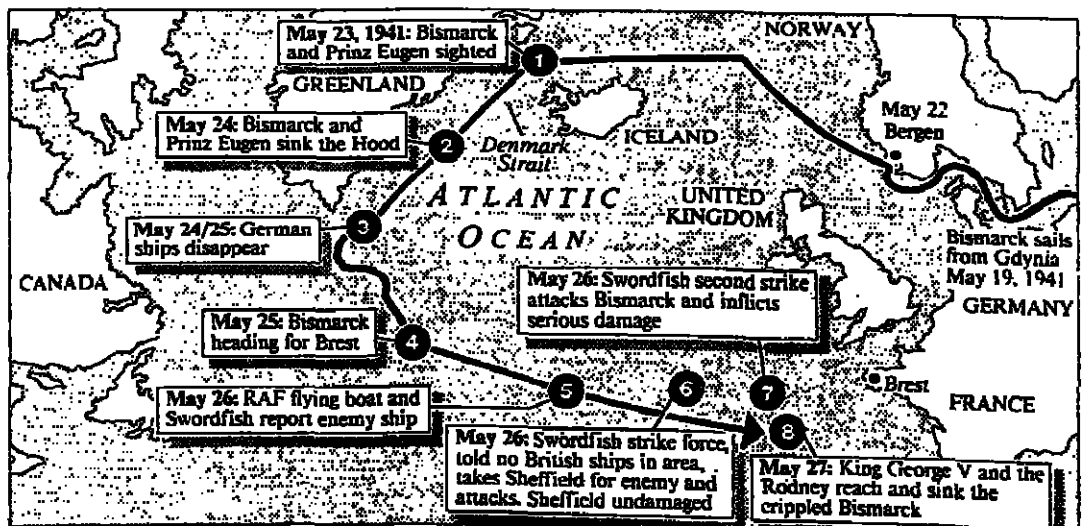 May 23, 1941: Bismarck
and Prinz Eugen sighted
1
NORWAY
GREENLAND
May 22
Bergen
May 24: Bismarck and
Prinz Eugen sink the Hood
2
Denmark
Strait
ICELAND
ATLANTIC
OCEAN
UNITED
KINGDOM
May 24/25: German
ships disappear
3
Bismarck sails
from Gdynia
May 19, 1941
CANADA
GERMANY
May 26: Swordfish second strike
attacks Bismarck and inflicts
serious damage
May 25: Bismarck
heading for Brest
4
5
6
7
Brest
FRANCE
May 26: RAF flying boat and
Swordfish report enemy ship
8
May 26: Swordfish strike force,
told no British ships in area,
takes Sheffield for enemy and
attacks. Sheffield undamaged
May 27: King George V and the
Rodney reach and sink the
crippled Bismarck